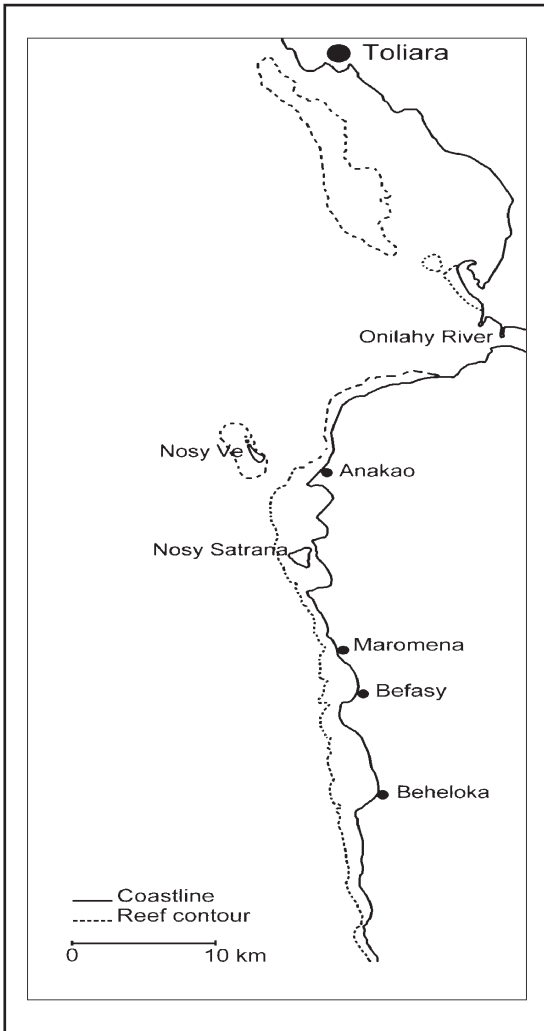 Toliara
Onilahy River
Nosy Ve
Anakao
Nosy Satrana
Maromena
Befasy
Beheloka
Coastline
Reef contour
0 10 km